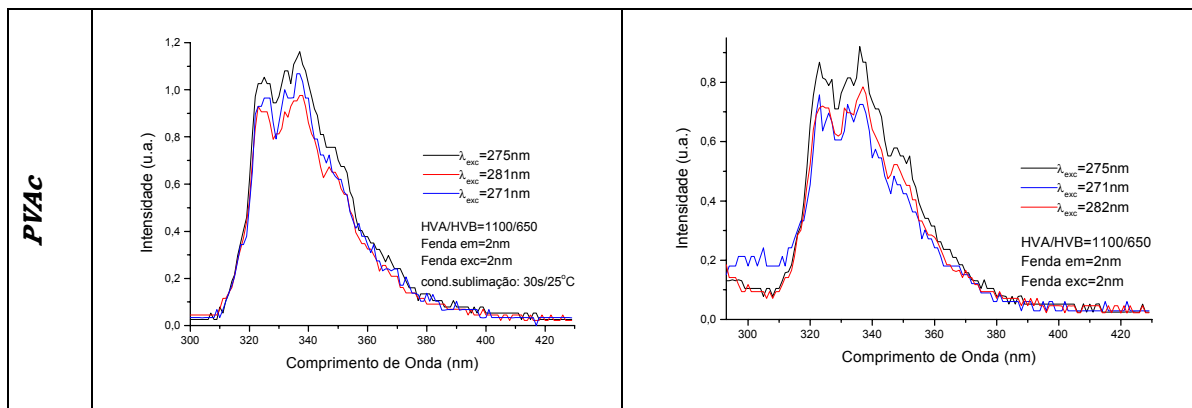 PVAc
1,2
1,0
0,8
0,6
0,4
0,2
0,0
300 320 340 360 380 400 420
Intensidade (u.a.)
Comprimento de Onda (nm)
λexc=275nm
λexc=281nm
λexc=271nm
HVA/HVB=1100/650
Fenda em=2nm
Fenda exc=2nm
cond.sublimação: 30s/25°C
0,8
0,6
0,4
0,2
0,0
300 320 340 360 380 400 420
Intensidade (u.a.)
Comprimento de Onda (nm)
λexc=275nm
λexc=271nm
λexc=282nm
HVA/HVB=1100/650
Fenda em=2nm
Fenda exc=2nm